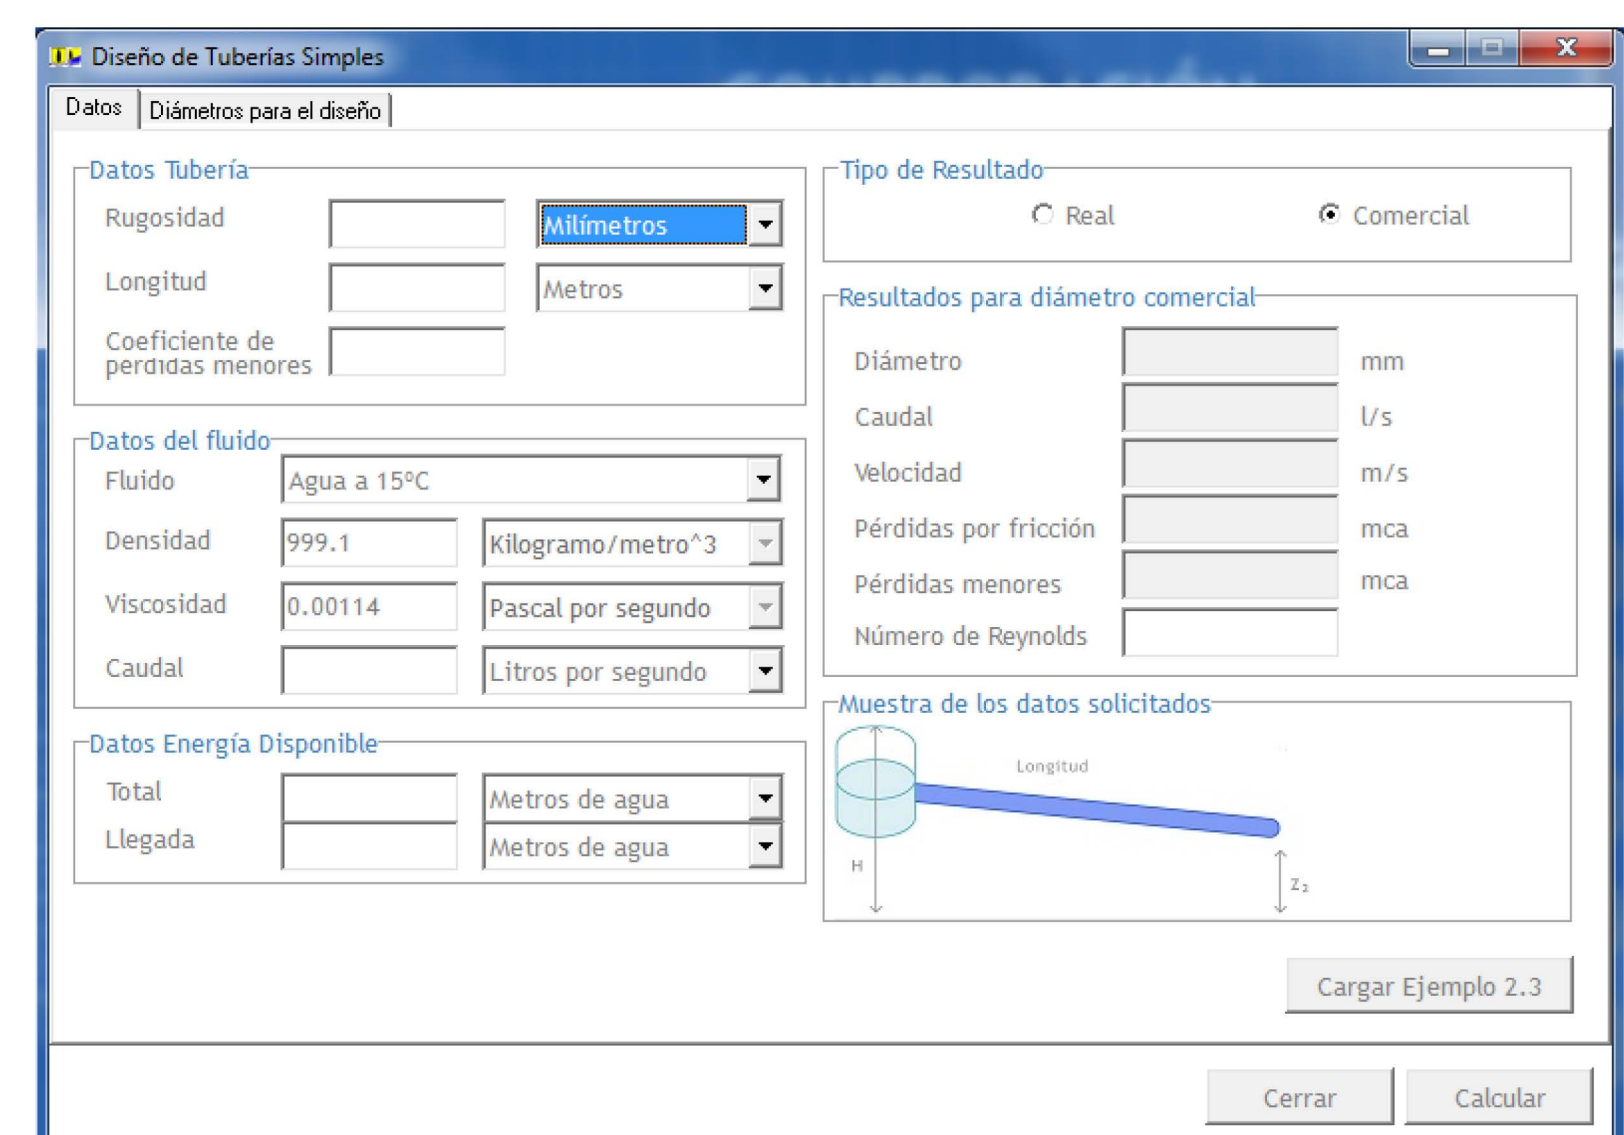 Diseño de Tuberías Simples
Datos
Diámetros para el diseño
Datos Tubería
Rugosidad
Milímetros
Longitud
Metros
Coeficiente de
perdidas menores
Datos del fluido
Fluido
Agua a 15ºC
Densidad
999.1
Kilogramo/metro^3
Viscosidad
0.00114
Pascal por segundo
Caudal
Litros por segundo
Datos Energía Disponible
Total
Metros de agua
Llegada
Metros de agua
Tipo de Resultado
Real
Comercial
Resultados para diámetro comercial
Diámetro
mm
Caudal
l/s
Velocidad
m/s
Pérdidas por fricción
mca
Pérdidas menores
mca
Número de Reynolds
Muestra de los datos solicitados
Longitud
H
Z₂
Cargar Ejemplo 2.3
Cerrar
Calcular